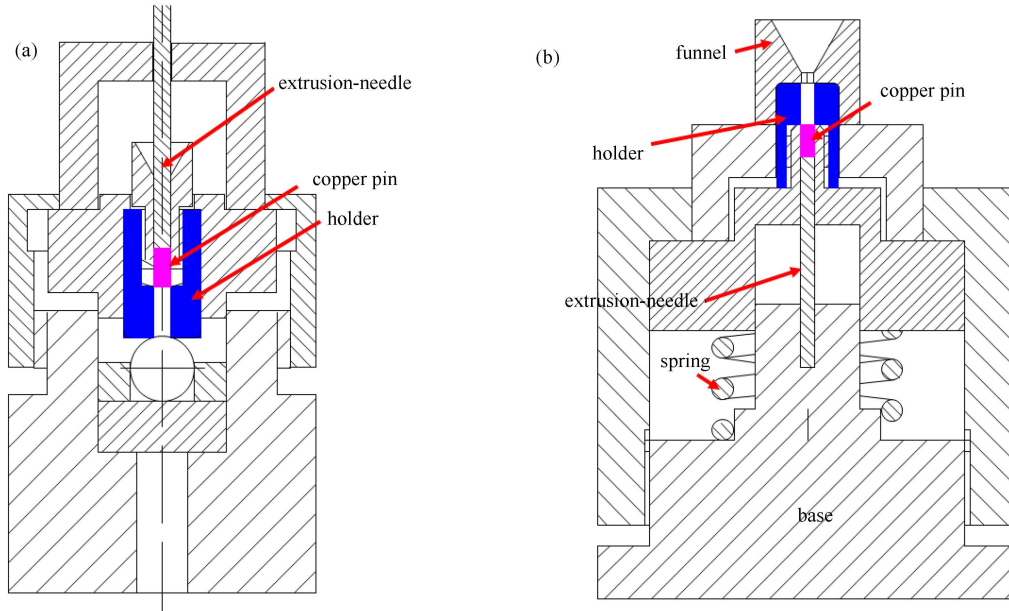 (a)
extrusion-needle
copper pin
holder
(b)
funnel
copper pin
holder
extrusion-needle
spring
base